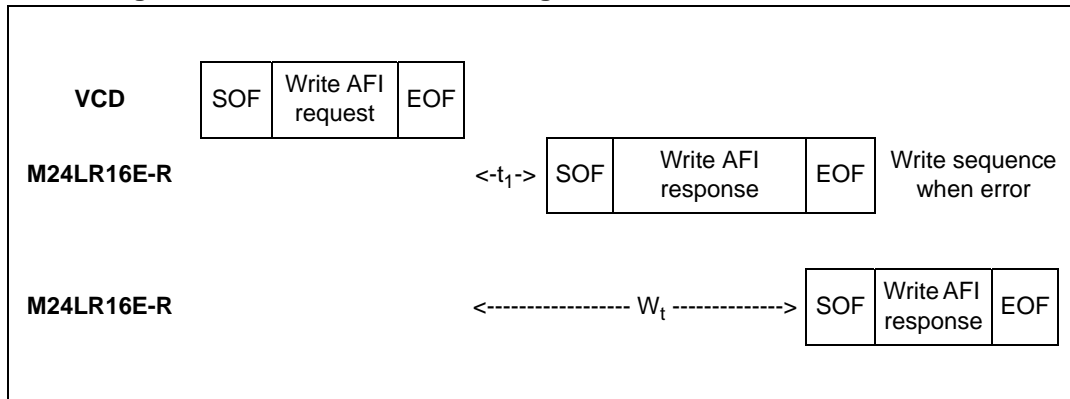 VCD SOF Write AFI request EOF
M24LR16E-R <-t1-> SOF Write AFI response EOF Write sequence when error
M24LR16E-R <------------------ Wt --------------> SOF Write AFI response EOF